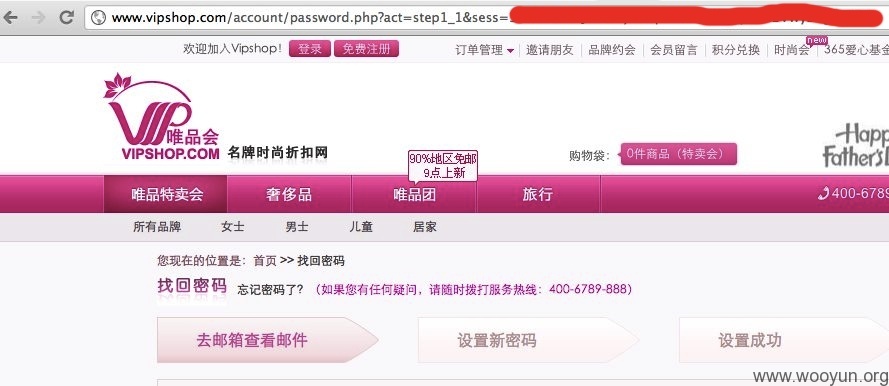 www.vipshop.com/account/password.php?act=step1_1&sess=
欢迎加入Vipshop! 登录 免费注册 订单管理 邀请朋友 品牌约会 会员留言 积分兑换 时尚会 new 365爱心基金
VIP唯品会
VIPSHOP.COM 名牌时尚折扣网
90%地区免邮
9点上新
购物袋: 0件商品(特卖会)
Happy
Father's
唯品特卖会 奢侈品 唯品团 旅行 400-6789
所有品牌 女士 男士 儿童 居家
您现在的位置是: 首页 >> 找回密码
找回密码 忘记密码了? (如果您有任何疑问,请随时拨打服务热线: 400-6789-888)
去邮箱查看邮件 设置新密码 设置成功
www.wooyun.org